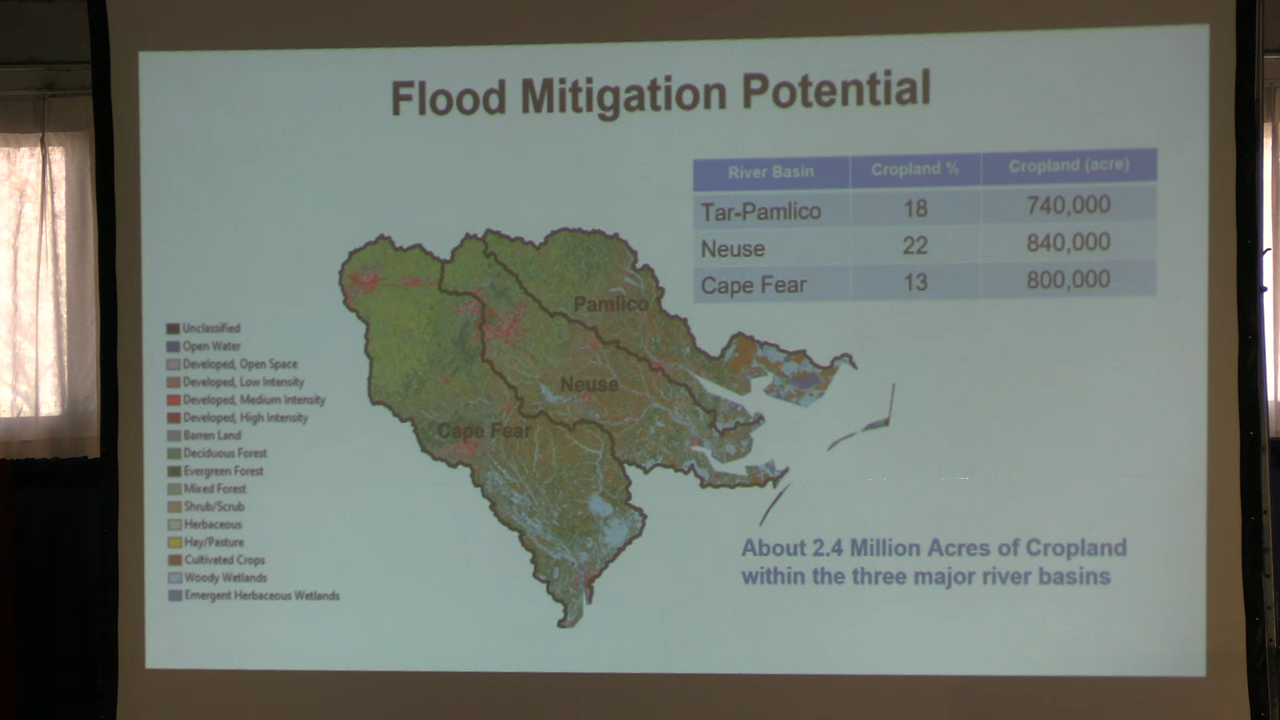 Flood Mitigation Potential
River Basin Cropland % Cropland (acre)
Tar-Pamlico 18 740,000
Neuse 22 840,000
Cape Fear 13 800,000
Pamlico
Neuse
Cape Fear
Unclassified
Open Water
Developed, Open Space
Developed, Low Intensity
Developed, Medium Intensity
Developed, High Intensity
Barren Land
Deciduous Forest
Evergreen Forest
Mixed Forest
Shrub/Scrub
Herbaceous
Hay/Pasture
Cultivated Crops
Woody Wetlands
Emergent Herbaceous Wetlands
About 2.4 Million Acres of Cropland
within the three major river basins